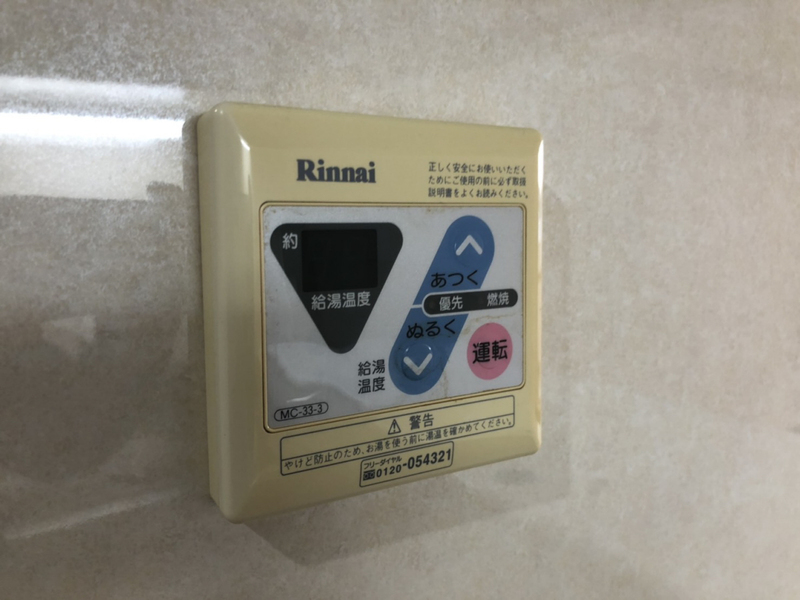 Rinnai
正しく安全にお使いいただく
ためにご使用の前に必ず取扱
説明書をよくお読みください。
約
給湯温度
あつく
優先 燃焼
ぬるく
給湯
温度
運転
MC-33-3
警告
やけど防止のため、お湯を使う前に湯温を確かめてください。
フリーダイヤル
0120-054321